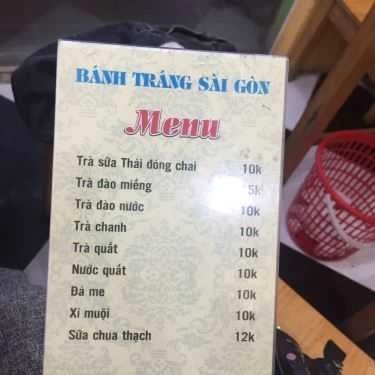 BÁNH TRÁNG SÀI GÒN
Menu
Trà sữa Thái đóng chai 10k
Trà đào miếng 5k
Trà đào nước 10k
Trà chanh 10k
Trà quất 10k
Nước quất 10k
Đá me 10k
Xí muội 10k
Sữa chua thạch 12k